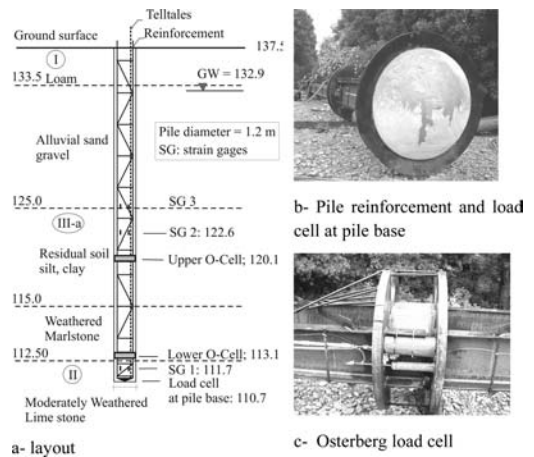 Telltales
Reinforcement
Ground surface
137.5
I
133.5 Loam
GW = 132.9
Alluvial sand
gravel
Pile diameter = 1.2 m
SG: strain gages
125.0
SG 3
III-a
SG 2: 122.6
Residual soil
silt, clay
Upper O-Cell; 120.1
115.0
Weathered
Marlstone
112.50
Lower O-Cell; 113.1
II
SG 1: 111.7
Load cell
at pile base: 110.7
Moderately Weathered
Lime stone
a- layout
b- Pile reinforcement and load
cell at pile base
c- Osterberg load cell